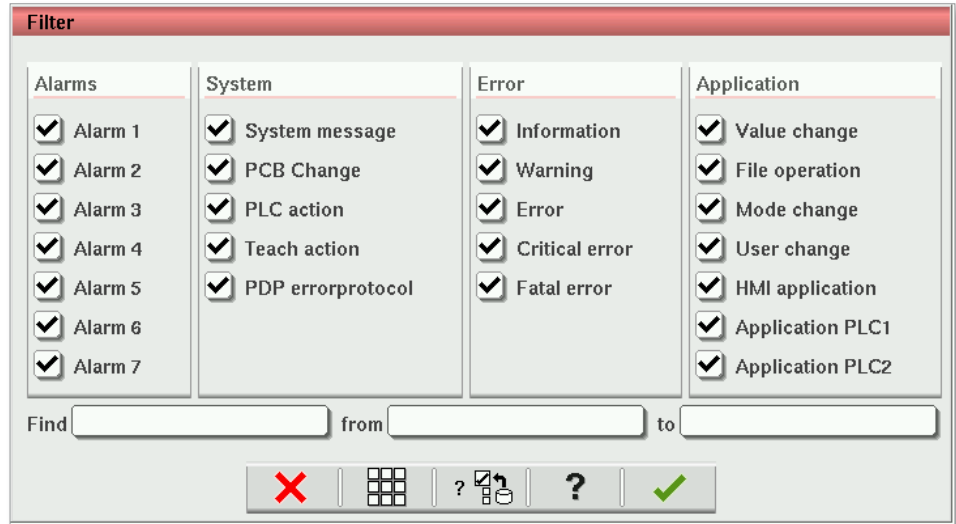 Filter
Alarms
Alarm 1
Alarm 2
Alarm 3
Alarm 4
Alarm 5
Alarm 6
Alarm 7
System
System message
PCB Change
PLC action
Teach action
PDP errorprotocol
Error
Information
Warning
Error
Critical error
Fatal error
Application
Value change
File operation
Mode change
User change
HMI application
Application PLC1
Application PLC2
Find from to
? ?